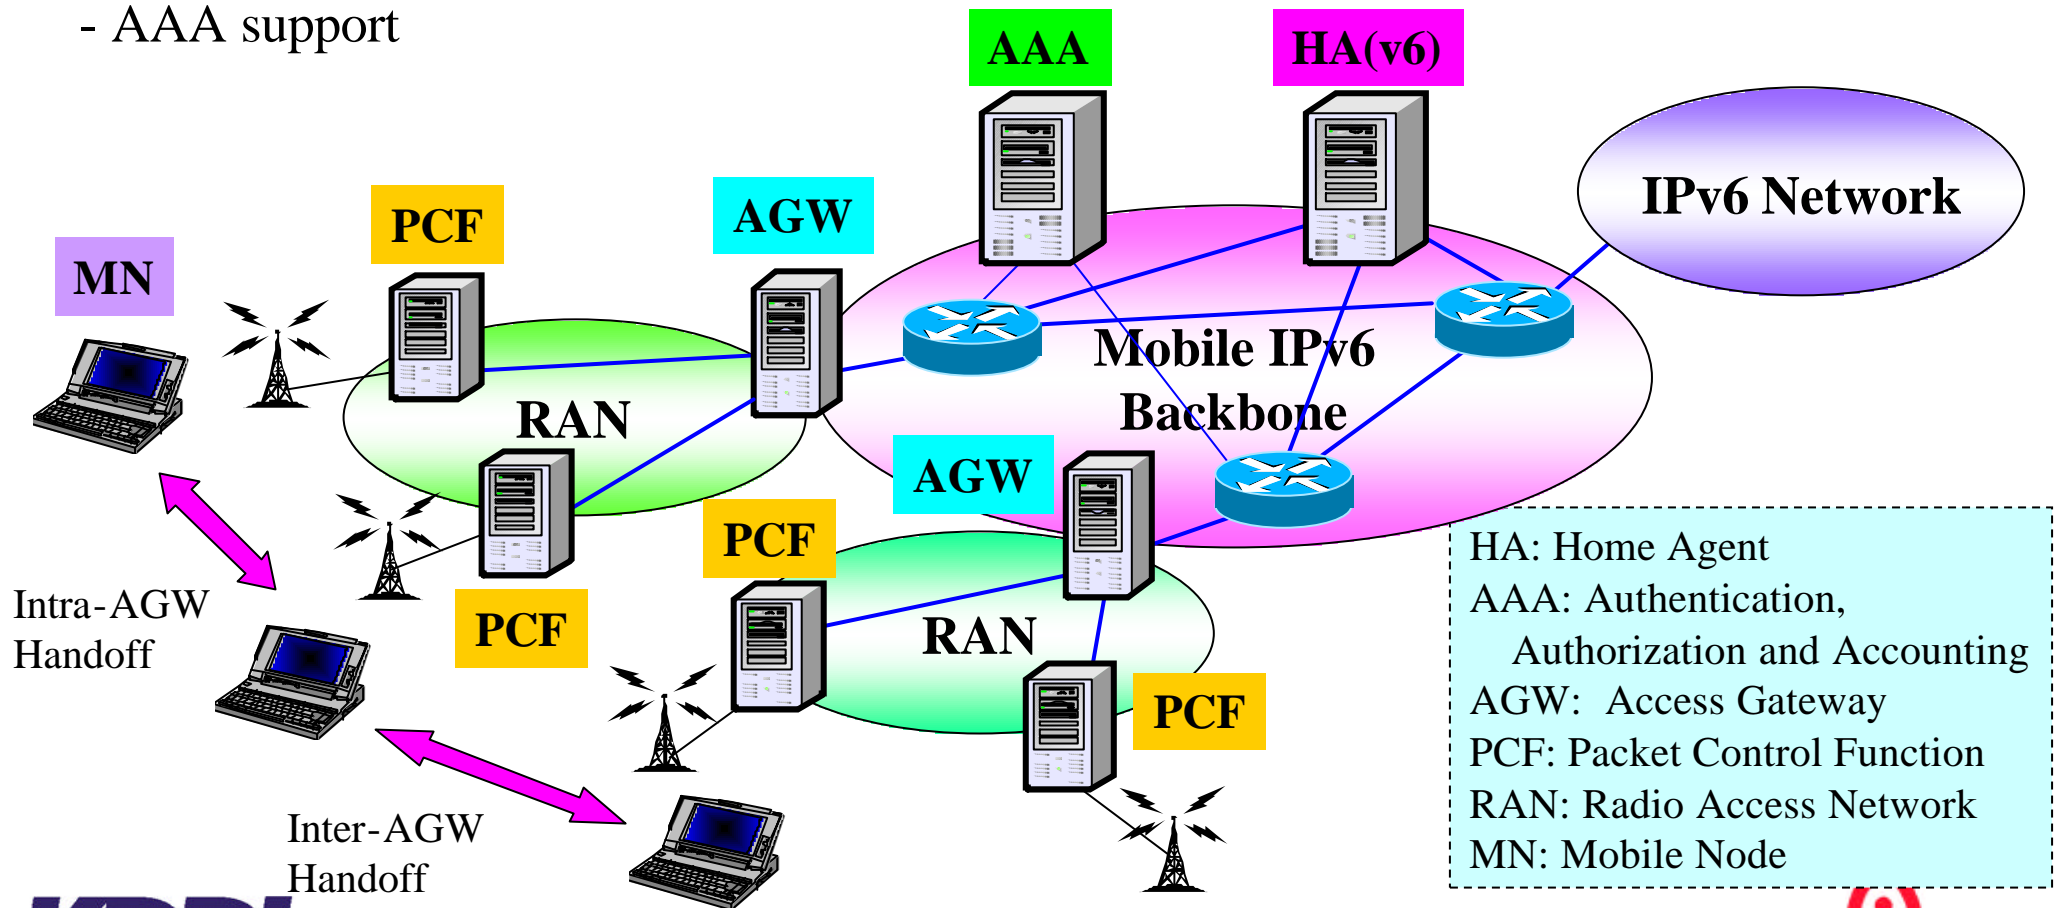 - AAA support
AAA
HA(v6)
IPv6 Network
PCF
AGW
MN
Mobile IPv6
Backbone
RAN
AGW
PCF
HA: Home Agent
AAA: Authentication,
Authorization and Accounting
AGW: Access Gateway
PCF: Packet Control Function
RAN: Radio Access Network
MN: Mobile Node
Intra-AGW
Handoff
PCF
RAN
PCF
Inter-AGW
Handoff